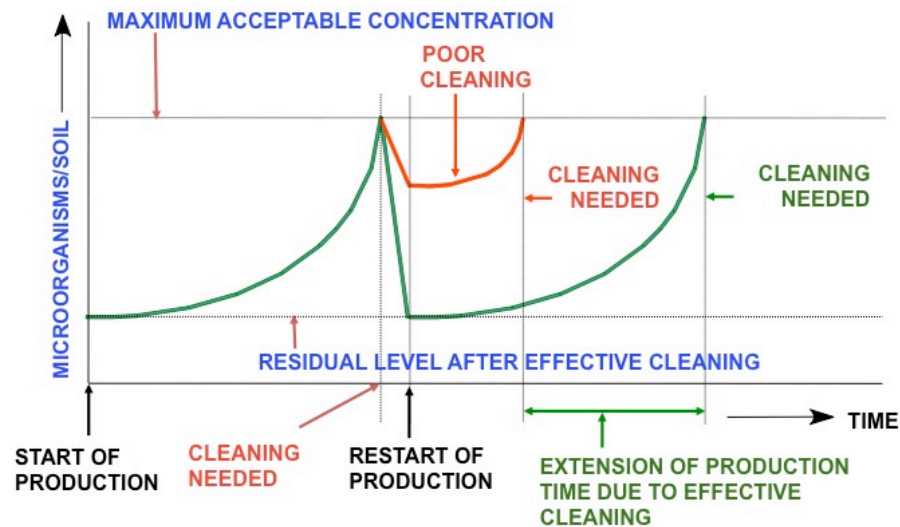 MAXIMUM ACCEPTABLE CONCENTRATION
POOR
CLEANING
MICROORGANISMS/SOIL
CLEANING
NEEDED
CLEANING
NEEDED
RESIDUAL LEVEL AFTER EFFECTIVE CLEANING
TIME
START OF
PRODUCTION
CLEANING
NEEDED
RESTART OF
PRODUCTION
EXTENSION OF PRODUCTION
TIME DUE TO EFFECTIVE
CLEANING